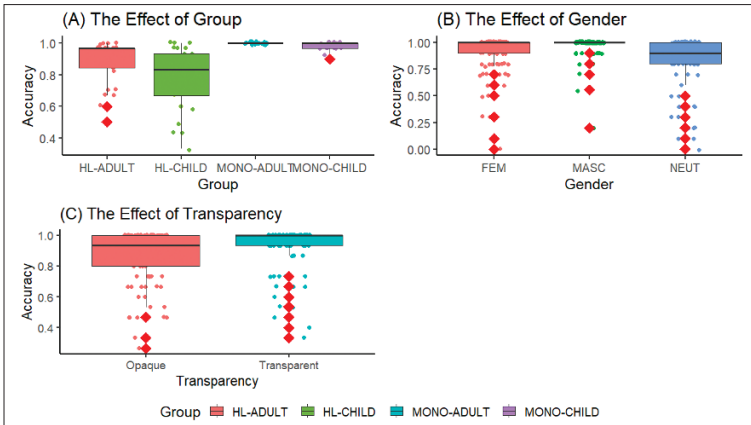 (A) The Effect of Group
Accuracy
1.0
0.8
0.6
0.4
HL-ADULT HL-CHILD MONO-ADULT MONO-CHILD
Group
(B) The Effect of Gender
Accuracy
1.00
0.75
0.50
0.25
0.00
FEM MASC NEUT
Gender
(C) The Effect of Transparency
Accuracy
1.0
0.8
0.6
0.4
Opaque Transparent
Transparency
Group HL-ADULT HL-CHILD MONO-ADULT MONO-CHILD